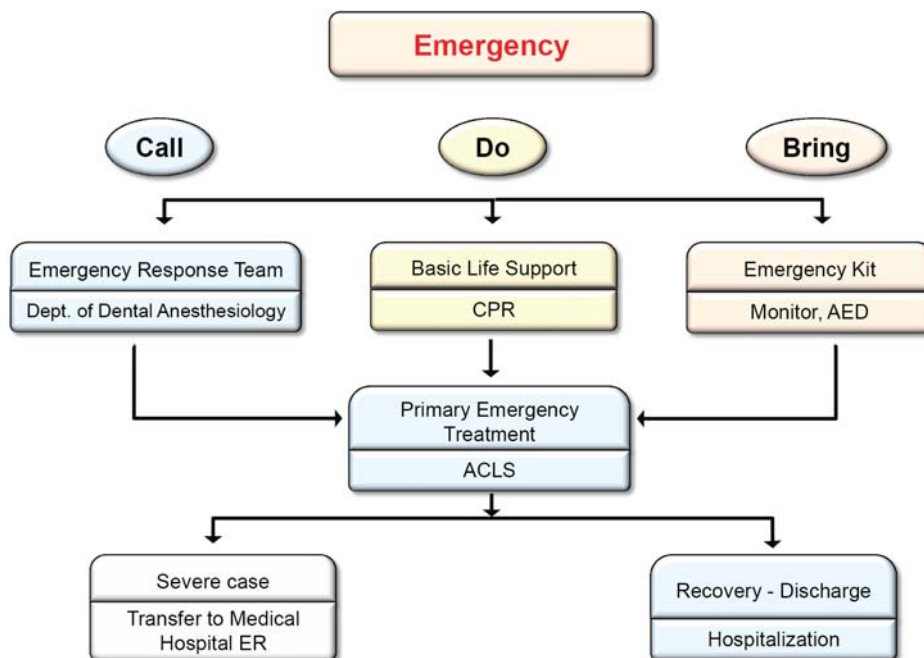 Emergency
Call
Do
Bring
Emergency Response Team
Dept. of Dental Anesthesiology
Basic Life Support
CPR
Emergency Kit
Monitor, AED
Primary Emergency
Treatment
ACLS
Severe case
Transfer to Medical
Hospital ER
Recovery - Discharge
Hospitalization